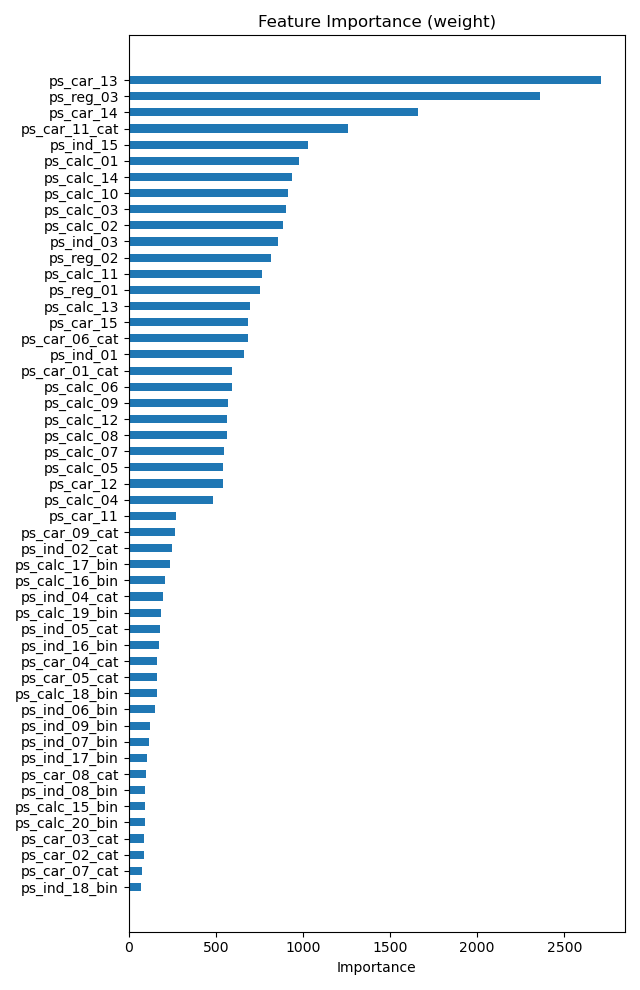 Feature Importance (weight)
ps_car_13
ps_reg_03
ps_car_14
ps_car_11_cat
ps_ind_15
ps_calc_01
ps_calc_14
ps_calc_10
ps_calc_03
ps_calc_02
ps_ind_03
ps_reg_02
ps_calc_11
ps_reg_01
ps_calc_13
ps_car_15
ps_car_06_cat
ps_ind_01
ps_car_01_cat
ps_calc_06
ps_calc_09
ps_calc_12
ps_calc_08
ps_calc_07
ps_calc_05
ps_car_12
ps_calc_04
ps_car_11
ps_car_09_cat
ps_ind_02_cat
ps_calc_17_bin
ps_calc_16_bin
ps_ind_04_cat
ps_calc_19_bin
ps_ind_05_cat
ps_ind_16_bin
ps_car_04_cat
ps_car_05_cat
ps_calc_18_bin
ps_ind_06_bin
ps_ind_09_bin
ps_ind_07_bin
ps_ind_17_bin
ps_car_08_cat
ps_ind_08_bin
ps_calc_15_bin
ps_calc_20_bin
ps_car_03_cat
ps_car_02_cat
ps_car_07_cat
ps_ind_18_bin
0 500 1000 1500 2000 2500
Importance